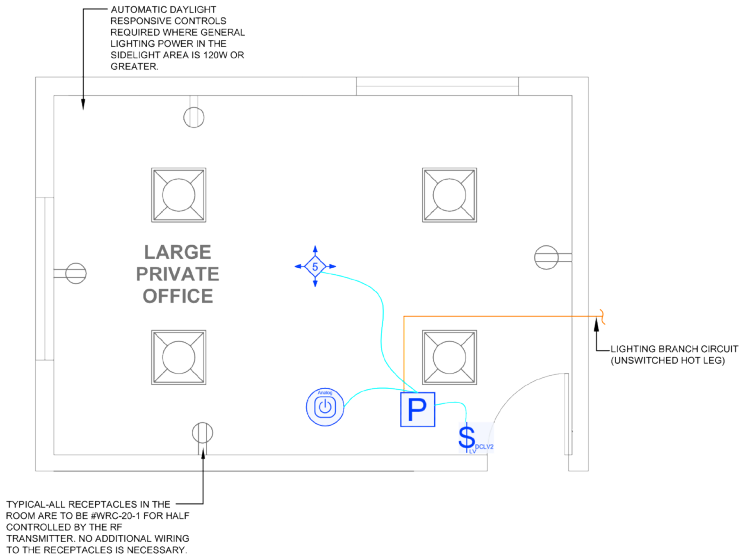 AUTOMATIC DAYLIGHT
RESPONSIVE CONTROLS
REQUIRED WHERE GENERAL
LIGHTING POWER IN THE
SIDELIGHT AREA IS 120W OR
GREATER.
LARGE
PRIVATE
OFFICE
5
LIGHTING BRANCH CIRCUIT
(UNSWITCHED HOT LEG)
Analog
P
$
LV
DCLV2
TYPICAL-ALL RECEPTACLES IN THE
ROOM ARE TO BE #WRC-20-1 FOR HALF
CONTROLLED BY THE RF
TRANSMITTER. NO ADDITIONAL WIRING
TO THE RECEPTACLES IS NECESSARY.